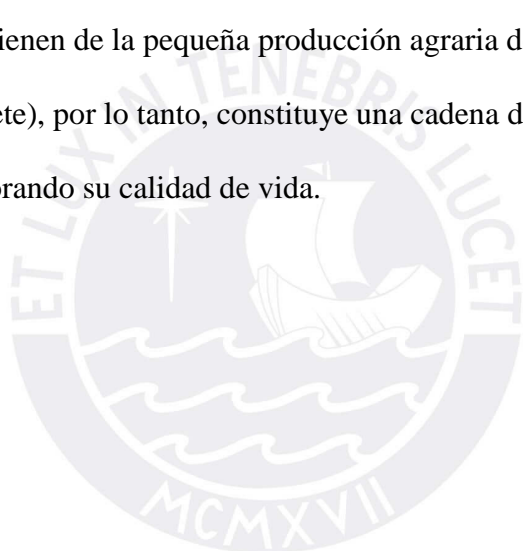 ienen de la pequeña producción agraria d
ete), por lo tanto, constituye una cadena d
orando su calidad de vida.
ET LUX IN TENEBRIS LUCET
MCMXVII